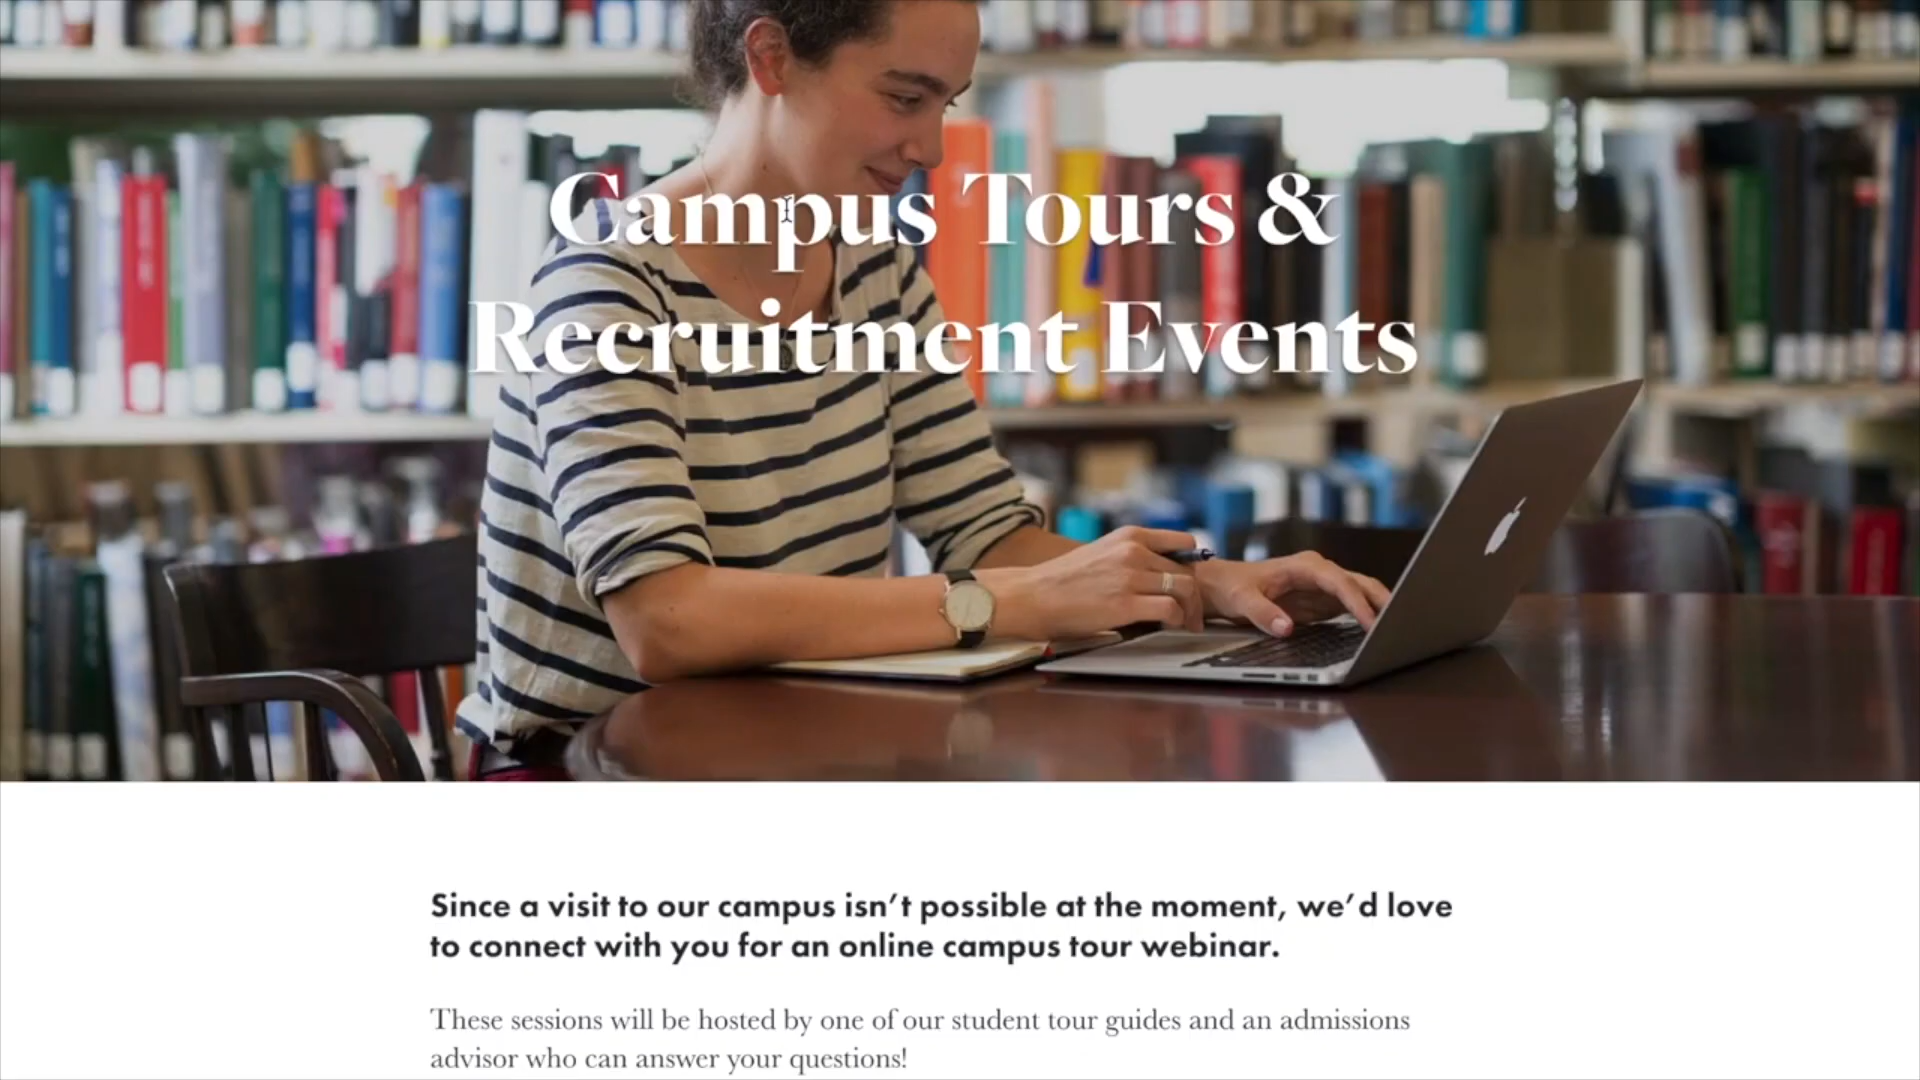 Campus Tours &
Recruitment Events
Since a visit to our campus isn't possible at the moment, we'd love
to connect with you for an online campus tour webinar.
These sessions will be hosted by one of our student tour guides and an admissions
advisor who can answer your questions!